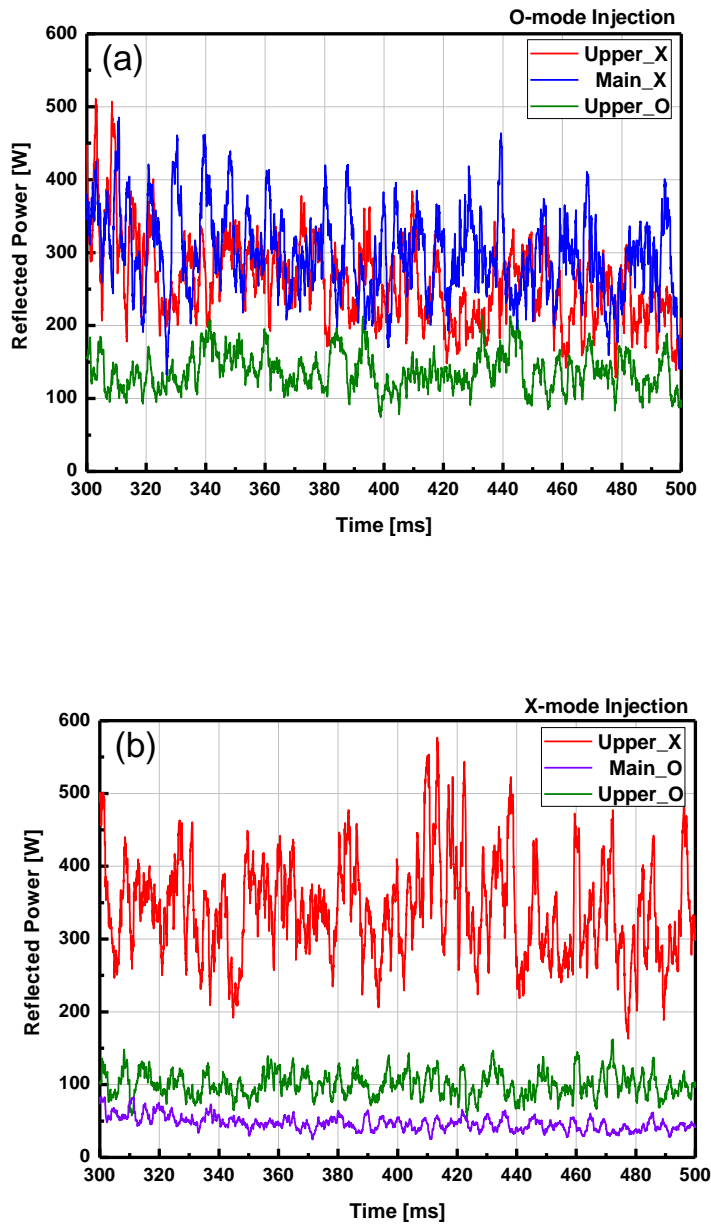 O-mode Injection
600
500
400
300
200
100
0
(a)
Upper_X
Main_X
Upper_O
Reflected Power [W]
300 320 340 360 380 400 420 440 460 480 500
Time [ms]
X-mode Injection
600
500
400
300
200
100
0
(b)
Upper_X
Main_O
Upper_O
Reflected Power [W]
300 320 340 360 380 400 420 440 460 480 500
Time [ms]